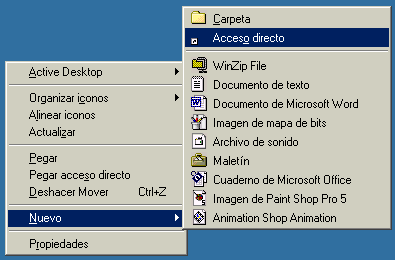 Active Desktop
Organizar iconos
Alinear iconos
Actualizar
Pegar
Pegar acceso directo
Deshacer Mover Ctrl+Z
Nuevo
Propiedades
Carpeta
Acceso directo
WinZip File
Documento de texto
Documento de Microsoft Word
Imagen de mapa de bits
Archivo de sonido
Maletín
Cuaderno de Microsoft Office
Imagen de Paint Shop Pro 5
Animation Shop Animation